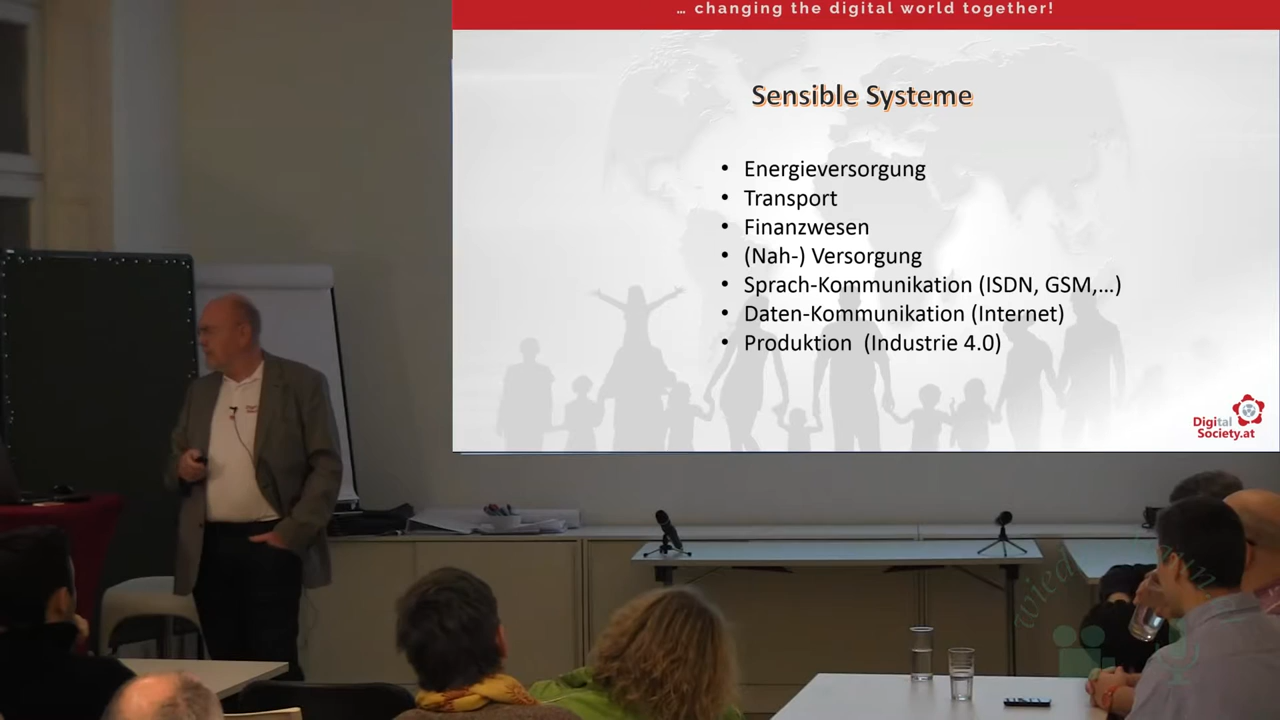 … changing the digital world together!
Sensible Systeme
• Energieversorgung
• Transport
• Finanzwesen
• (Nah-) Versorgung
• Sprach-Kommunikation (ISDN, GSM,…)
• Daten-Kommunikation (Internet)
• Produktion (Industrie 4.0)
Digital
Society.at